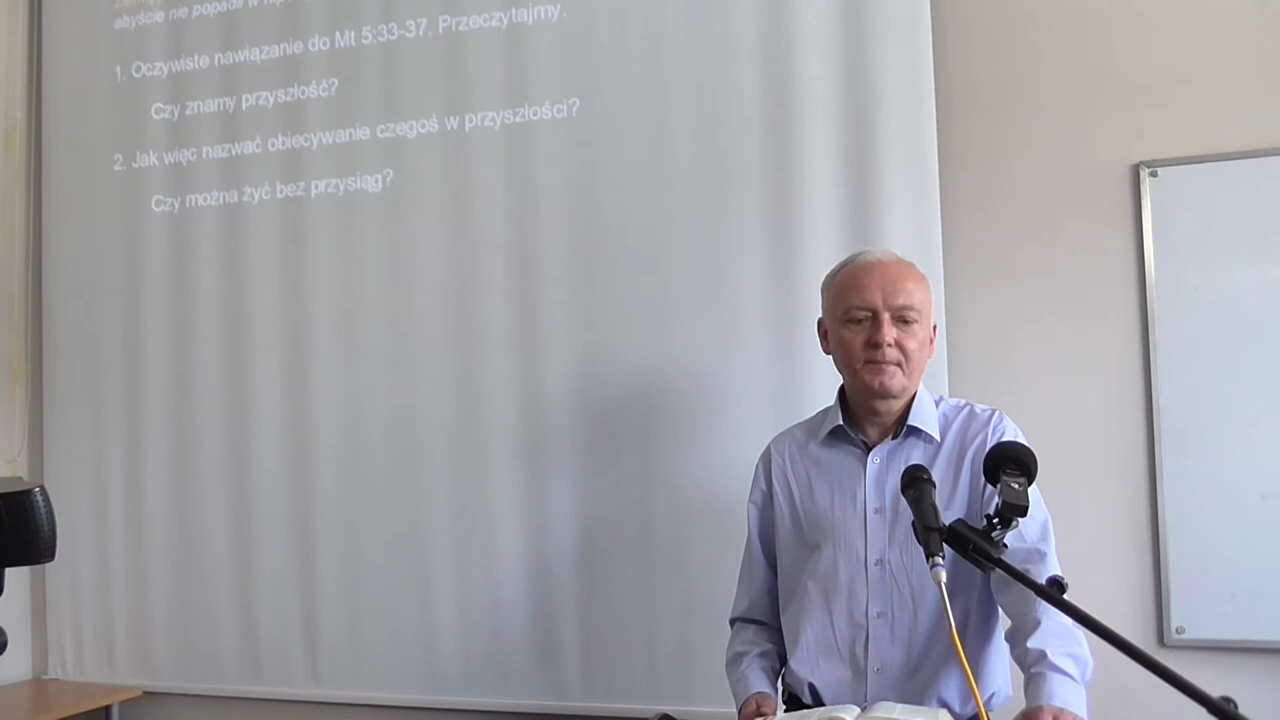 abyście nie popadli w
1. Oczywiste nawiązanie do Mt 5:33-37. Przeczytajmy.
Czy znamy przyszłość?
2. Jak więc nazwać obiecywanie czegoś w przyszłości?
Czy można żyć bez przysiąg?